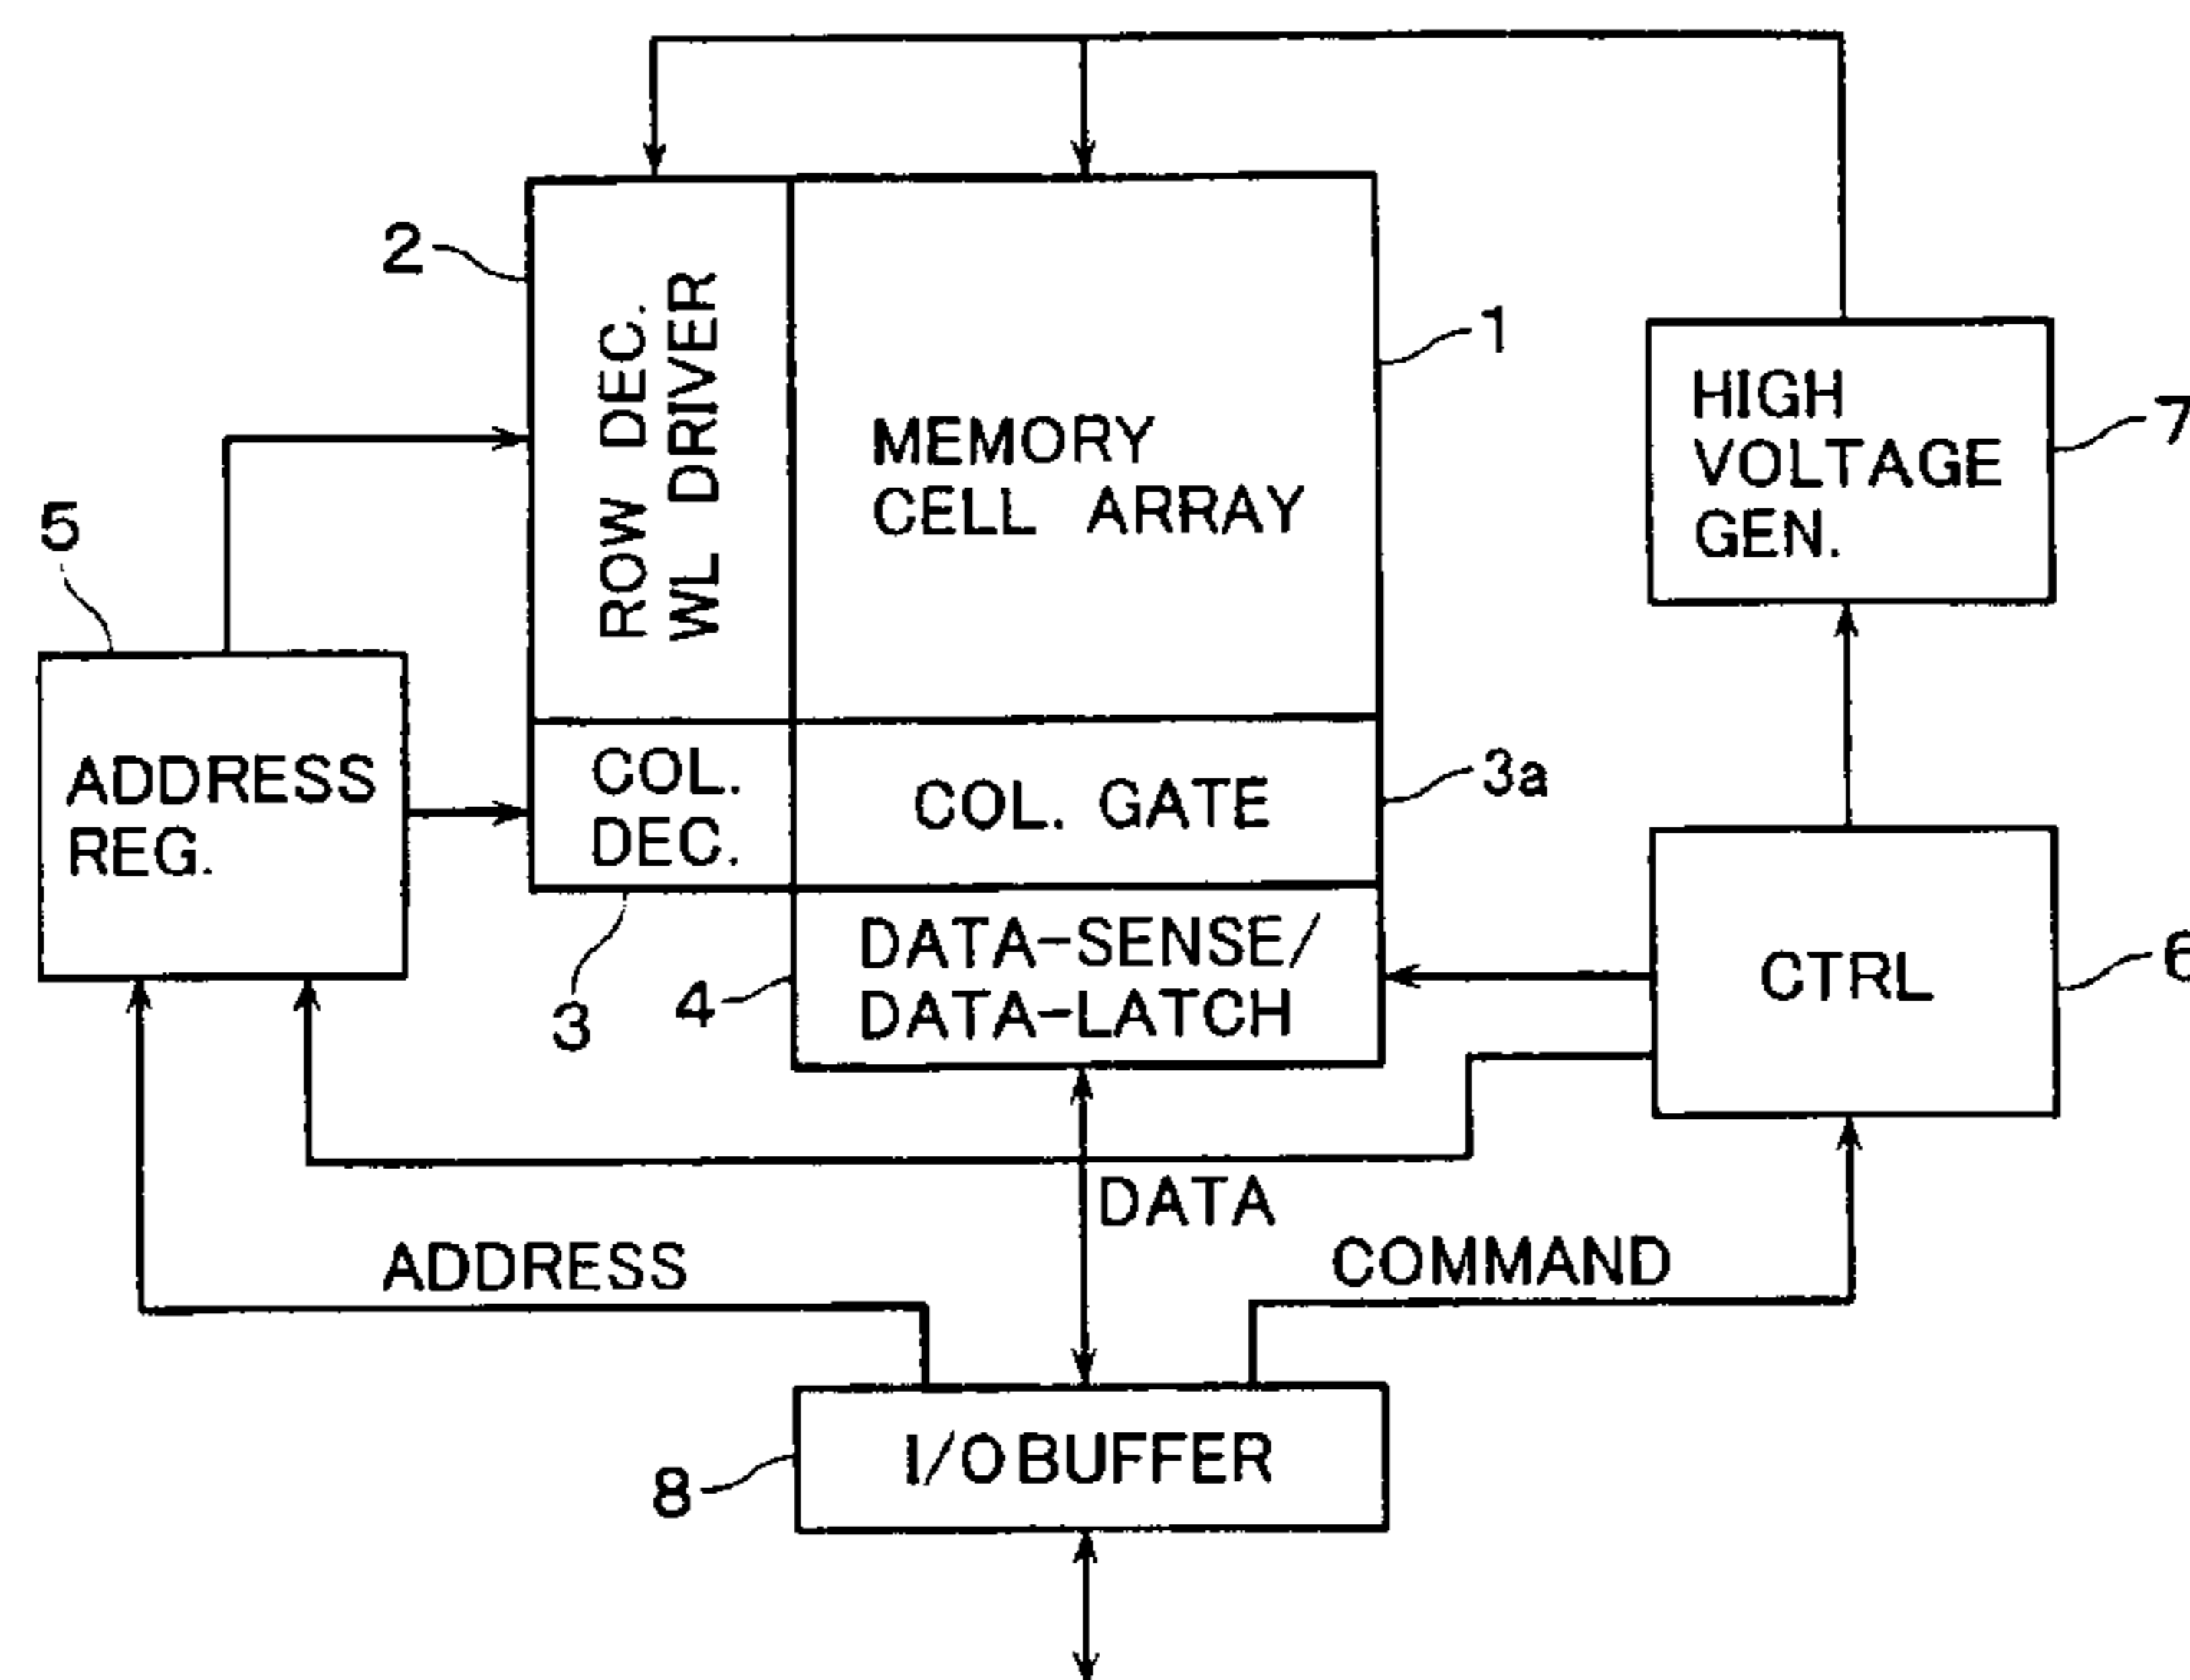 2
ROW DEC.
WL DRIVER
MEMORY
CELL ARRAY
1
HIGH
VOLTAGE
GEN.
7
5
ADDRESS
REG.
COL.
DEC.
COL. GATE
3a
3
4
DATA-SENSE/
DATA-LATCH
CTRL
6
DATA
ADDRESS
COMMAND
8
I/O BUFFER